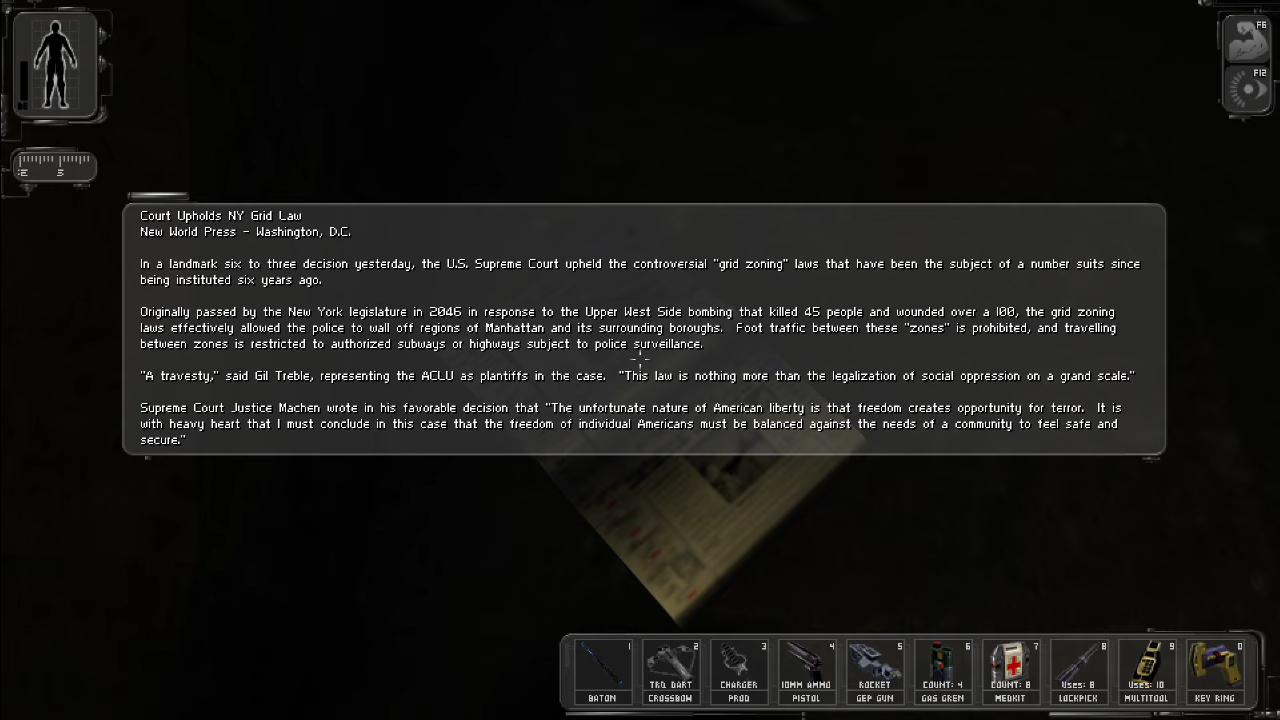 F6
F12
E S
Court Upholds NY Grid Law
New World Press - Washington, D.C.
In a landmark six to three decision yesterday, the U.S. Supreme Court upheld the controversial "grid zoning" laws that have been the subject of a number suits since
being instituted six years ago.
Originally passed by the New York legislature in 2046 in response to the Upper West Side bombing that killed 45 people and wounded over a 100, the grid zoning
laws effectively allowed the police to wall off regions of Manhattan and its surrounding boroughs. Foot traffic between these "zones" is prohibited, and travelling
between zones is restricted to authorized subways or highways subject to police surveillance.
"A travesty," said Gil Treble, representing the ACLU as plantiffs in the case. "This law is nothing more than the legalization of social oppression on a grand scale."
Supreme Court Justice Machen wrote in his favorable decision that "The unfortunate nature of American liberty is that freedom creates opportunity for terror. It is
with heavy heart that I must conclude in this case that the freedom of individual Americans must be balanced against the needs of a community to feel safe and
secure."
1 2 3 4 5 6 7 8 9 0
TRQ DART CHARGER 10MM AMMO ROCKET COUNT: 4 COUNT: 8 USES: 8 USES: 10
BATON CROSSBOW PROD PISTOL GEP GUN GAS GREN MEDKIT LOCKPICK MULTITOOL KEY RING